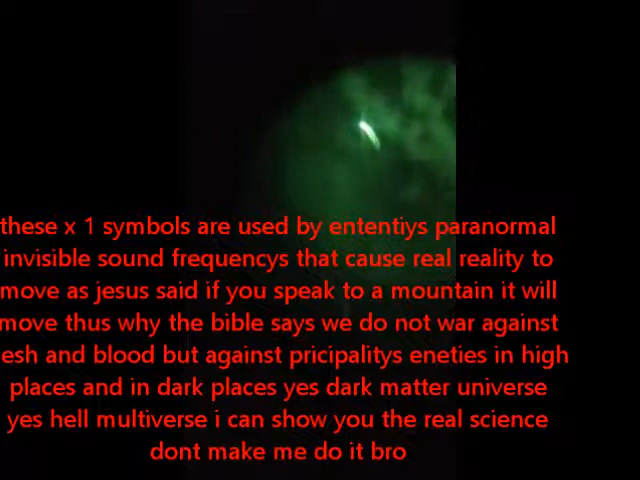 these x 1 symbols are used by ententiys paranormal
invisible sound frequencys that cause real reality to
move as jesus said if you speak to a mountain it will
move thus why the bible says we do not war against
esh and blood but against pricipalitys eneties in high
places and in dark places yes dark matter universe
yes hell multiverse i can show you the real science
dont make me do it bro